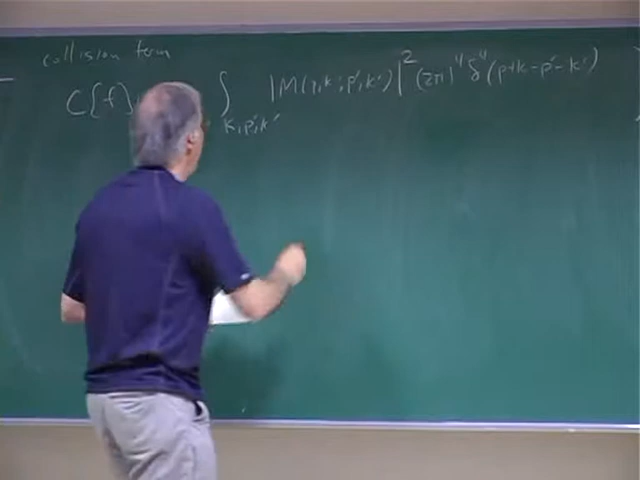 collision term
C[f] ∫_{k,p′,k′} |M(p,k;p′,k′)|² (2π)⁴ δ⁴(p+k-p′-k′)